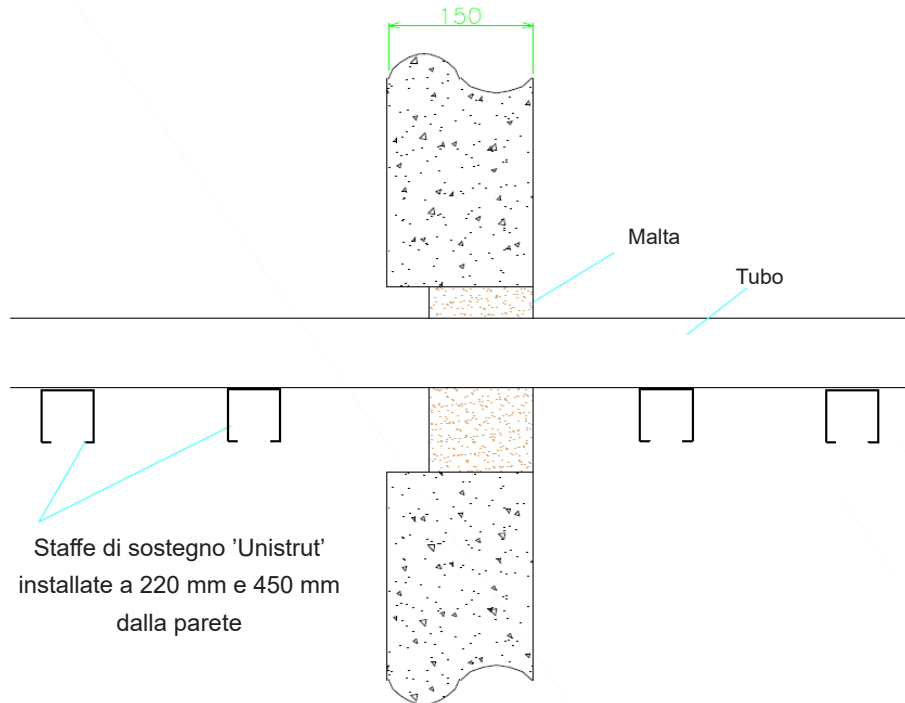 150
Malta
Tubo
Staffe di sostegno ’Unistrut’
installate a 220 mm e 450 mm
dalla parete